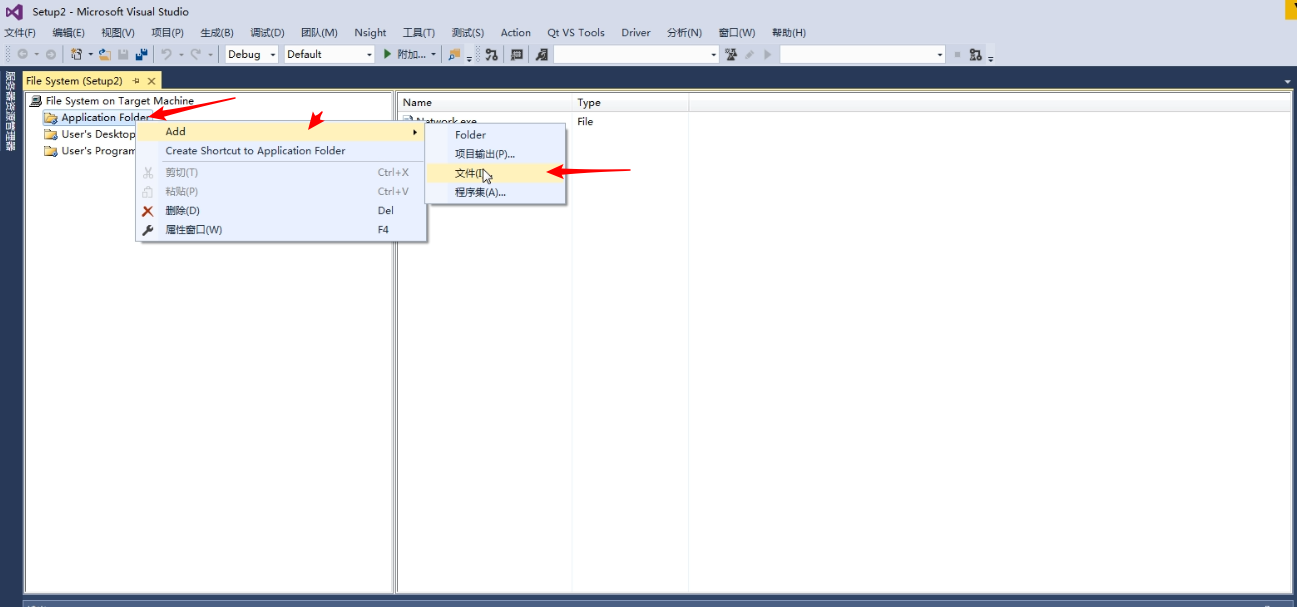 Setup2 - Microsoft Visual Studio
文件(F) 编辑(E) 视图(V) 项目(P) 生成(B) 调试(D) 团队(M) Nsight 工具(T) 测试(S) Action Qt VS Tools Driver 分析(N) 窗口(W) 帮助(H)
Debug Default 附加...
服务器资源管理器
File System (Setup2)
File System on Target Machine
Application Folder
User's Desktop
User's Program
Name Type
Network.exe File
Add
Create Shortcut to Application Folder
剪切(T) Ctrl+X
粘贴(P) Ctrl+V
删除(D) Del
属性窗口(W) F4
Folder
项目输出(P)...
文件(I)...
程序集(A)...